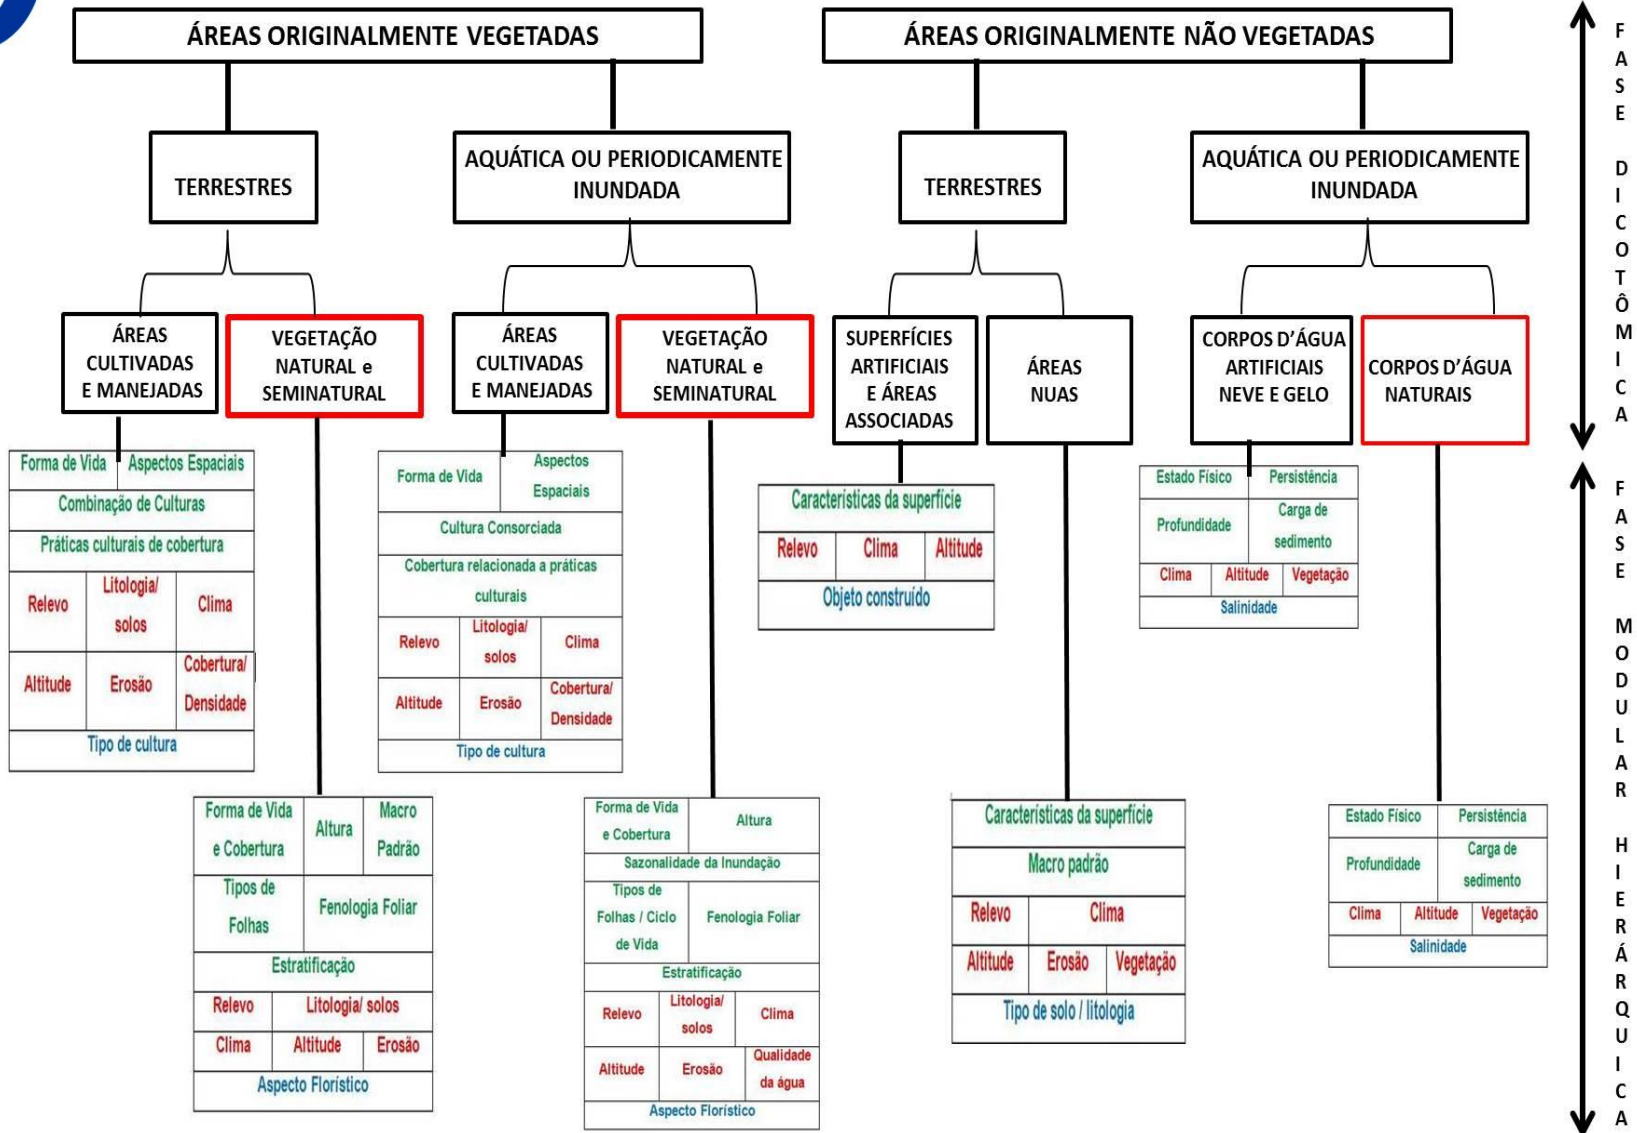 ÁREAS ORIGINALMENTE VEGETADAS
ÁREAS ORIGINALMENTE NÃO VEGETADAS
TERRESTRES
AQUÁTICA OU PERIODICAMENTE
INUNDADA
TERRESTRES
AQUÁTICA OU PERIODICAMENTE
INUNDADA
ÁREAS
CULTIVADAS
E MANEJADAS
VEGETAÇÃO
NATURAL e
SEMINATURAL
ÁREAS
CULTIVADAS
E MANEJADAS
VEGETAÇÃO
NATURAL e
SEMINATURAL
SUPERFÍCIES
ARTIFICIAIS
E ÁREAS
ASSOCIADAS
ÁREAS
NUAS
CORPOS D’ÁGUA
ARTIFICIAIS
NEVE E GELO
CORPOS D’ÁGUA
NATURAIS
FASE DICOTÔMICA
Forma de Vida Aspectos Espaciais
Combinação de Culturas
Práticas culturais de cobertura
Relevo Litologia/ solos Clima
Altitude Erosão Cobertura/ Densidade
Tipo de cultura
Forma de Vida Aspectos Espaciais
Cultura Consorciada
Cobertura relacionada a práticas
culturais
Relevo Litologia/ solos Clima
Altitude Erosão Cobertura/ Densidade
Tipo de cultura
Características da superfície
Relevo Clima Altitude
Objeto construído
Estado Físico Persistência
Profundidade Carga de sedimento
Clima Altitude Vegetação
Salinidade
Forma de Vida e Cobertura Altura Macro Padrão
Tipos de Folhas Fenologia Foliar
Estratificação
Relevo Litologia/ solos
Clima Altitude Erosão
Aspecto Florístico
Forma de Vida e Cobertura Altura
Sazonalidade da Inundação
Tipos de Folhas / Ciclo de Vida Fenologia Foliar
Estratificação
Relevo Litologia/ solos Clima
Altitude Erosão Qualidade da água
Aspecto Florístico
Características da superfície
Macro padrão
Relevo Clima
Altitude Erosão Vegetação
Tipo de solo / litologia
Estado Físico Persistência
Profundidade Carga de sedimento
Clima Altitude Vegetação
Salinidade
FASE MODULAR HIERÁRQUICA